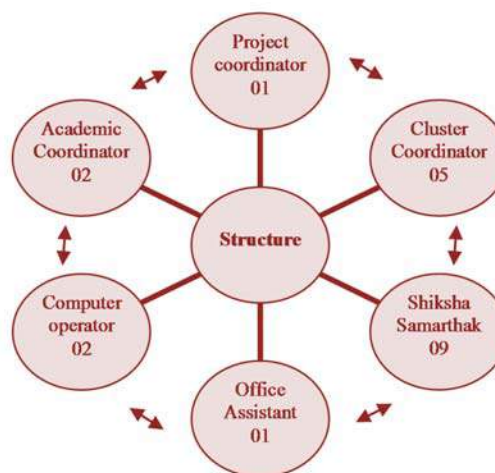 Project
coordinator
01
Academic
Coordinator
02
Cluster
Coordinator
05
Structure
Computer
operator
02
Shiksha
Samarthak
09
Office
Assistant
01